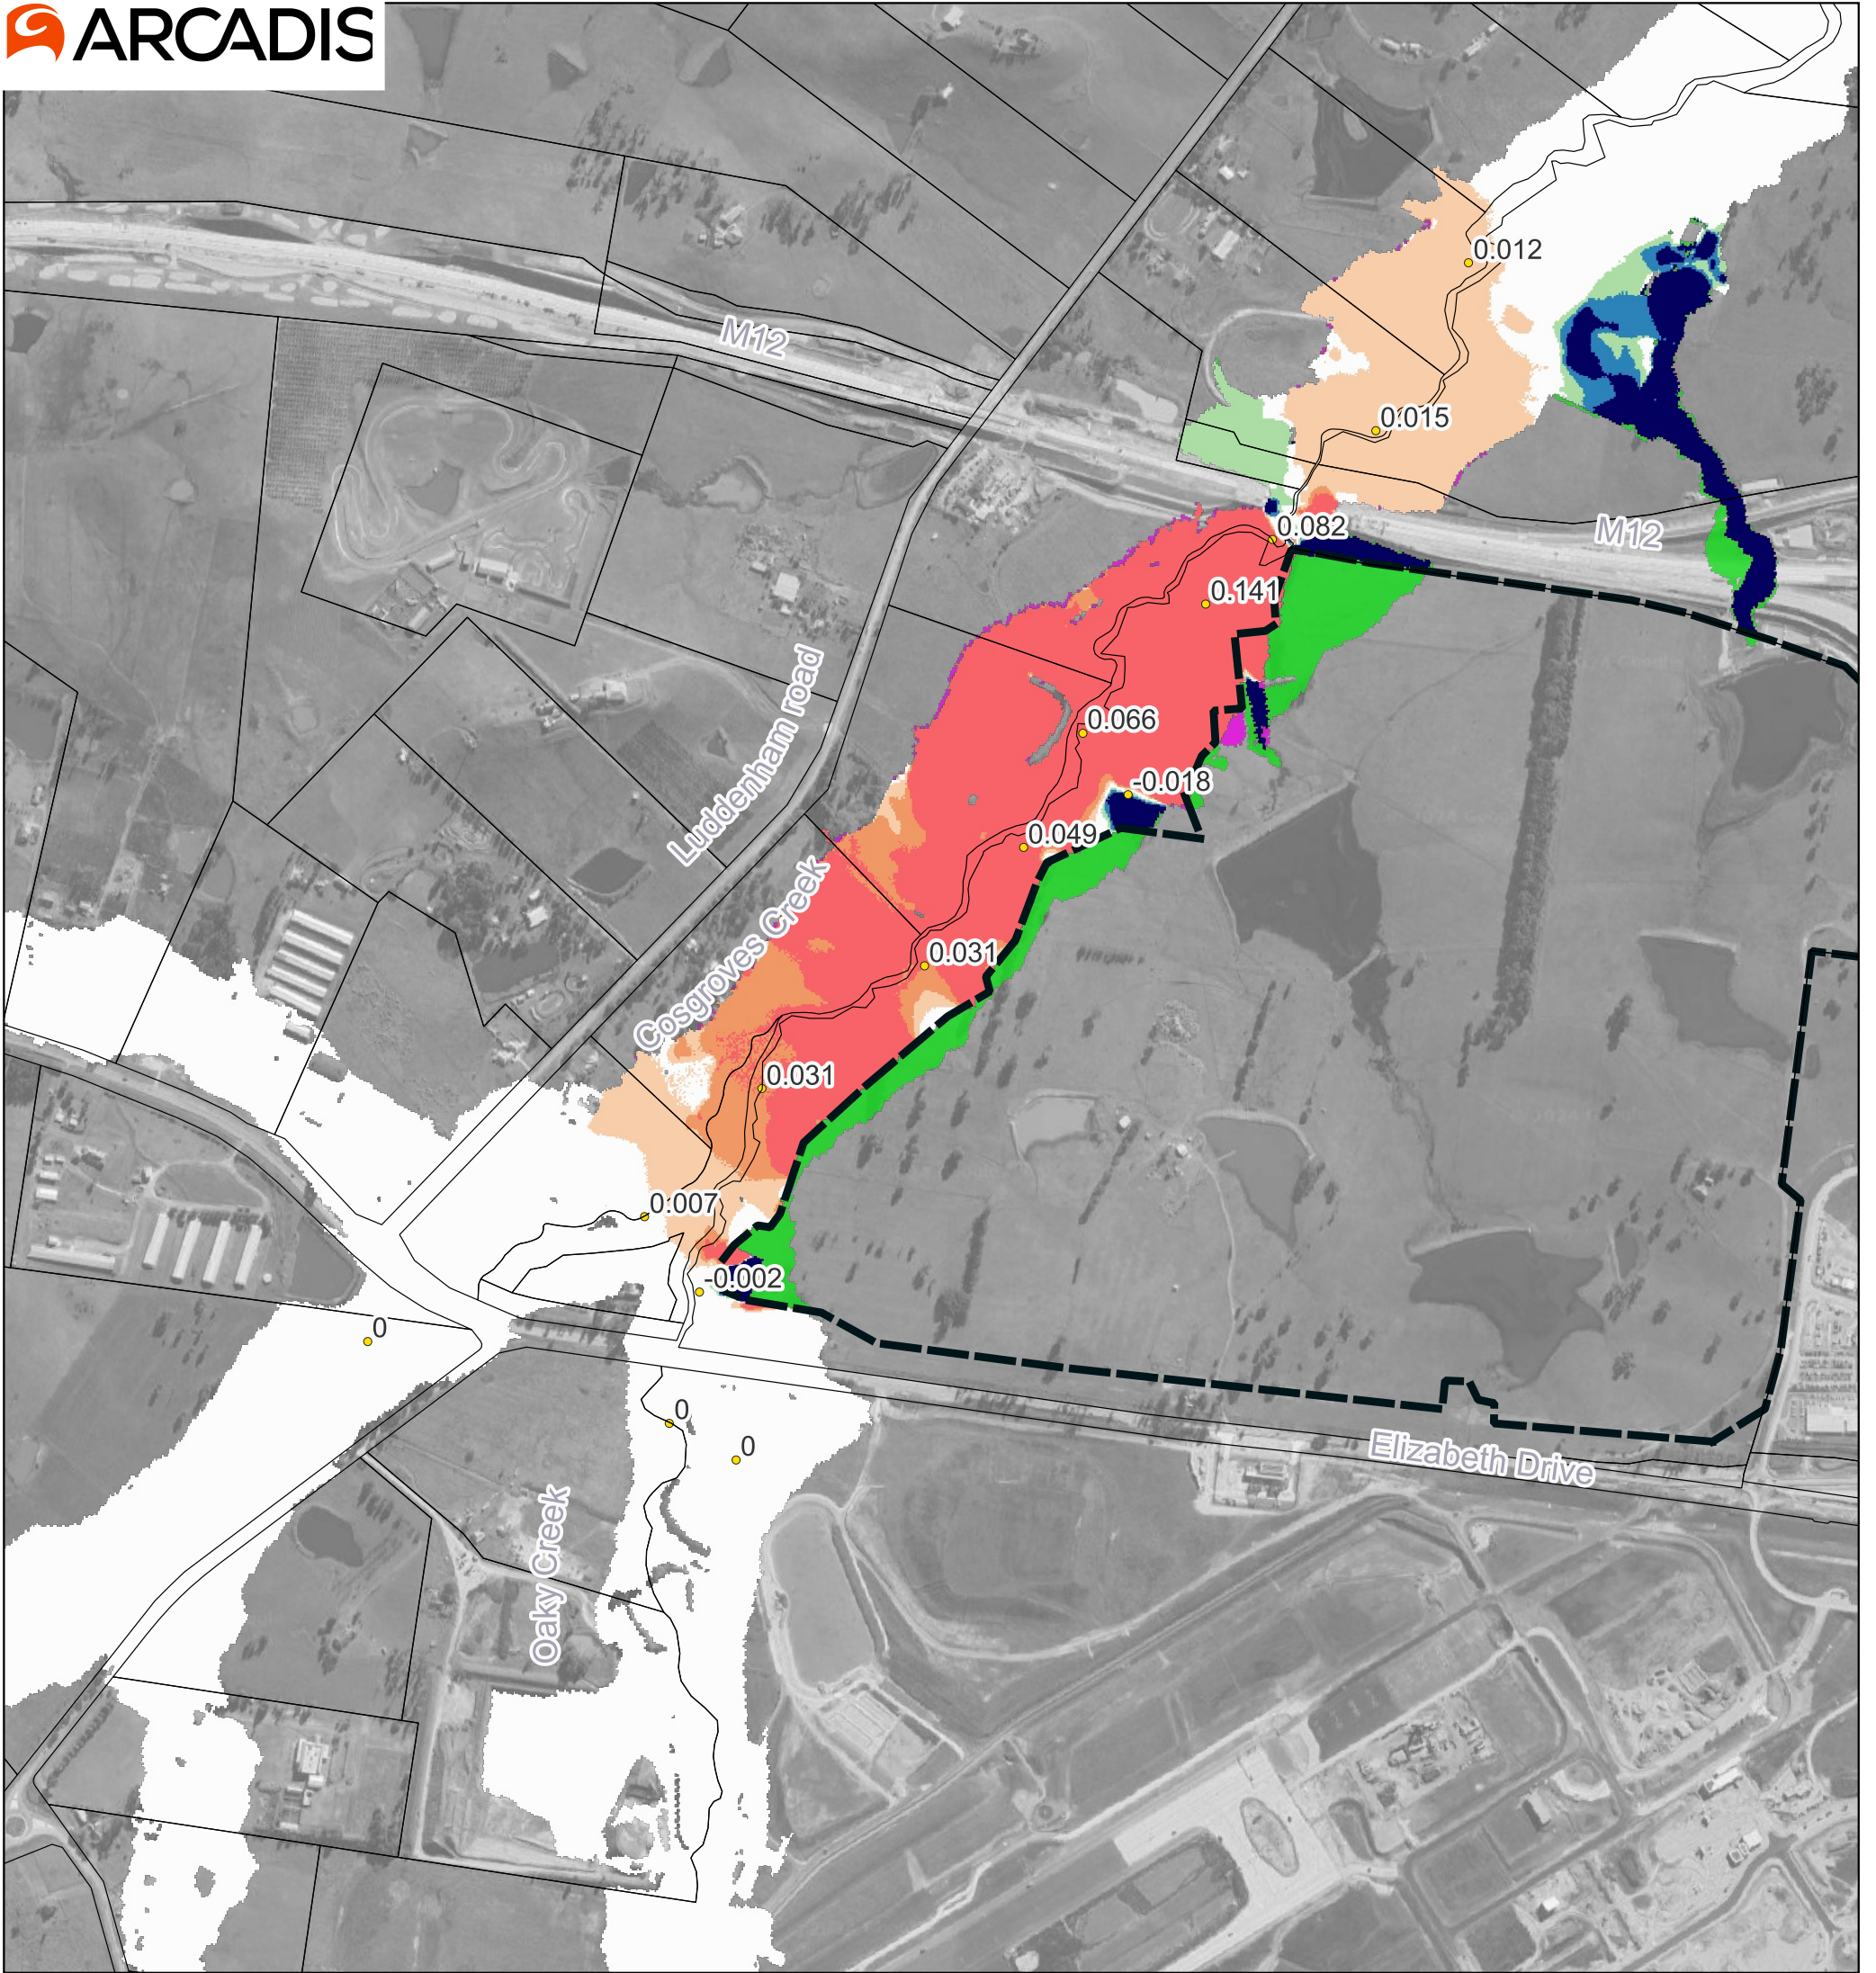 ARCADIS
0.012
M12
0.015
0.082
M12
0.141
Luddenham road
0.066
-0.018
0.049
Cosgroves Creek
0.031
0.031
0.007
-0.002
0
0
0
Elizabeth Drive
Oaky Creek